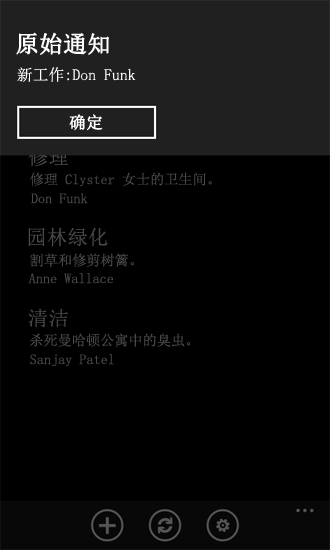 原始通知
新工作:Don Funk
确定
修理
修理 Clyster 女士的卫生间。
Don Funk
园林绿化
割草和修剪树篱。
Anne Wallace
清洁
杀死曼哈顿公寓中的臭虫。
Sanjay Patel